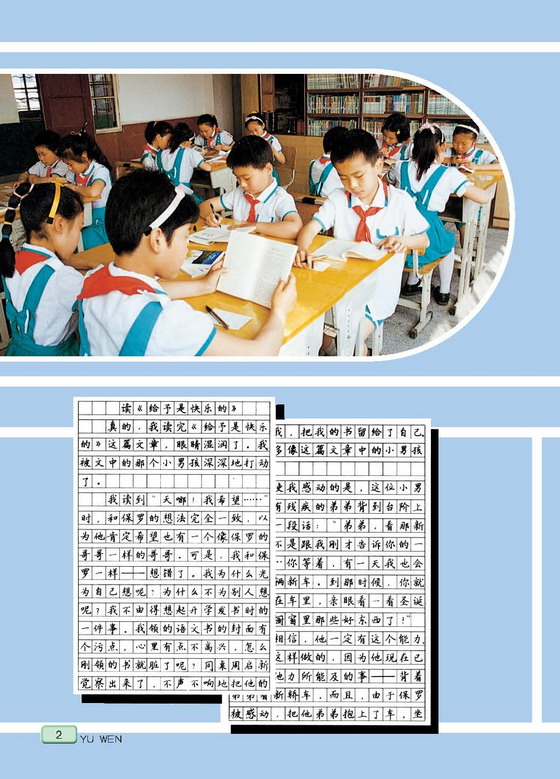 读《给予是快乐的》
真的，我读完《给予是快乐
的》这篇文章，眼睛湿润了。我
被文中的那个小男孩深深地打动
了。
我读到“天哪！我希望……”
时，和保罗的想法完全一致，以
为他肯定希望也有一个像保罗的
哥哥一样的哥哥。可是，我和保
罗一样——想错了。我为什么光
为自己想呢？为什么不为别人想
呢？我不由得想起开学发书时的
一件事。我领的语文书的封面有
个污点，心里有点不高兴，怎么
刚领的书就脏了呢？同桌周启新
觉察出来了，不声不响地把他的
我，把我的书留给了自己。
多像这篇文章中的小男孩
使我感动的是，这位小男
有残疾的弟弟背到台阶上
一段话：“弟弟，看那新
不是跟我刚才告诉你的一
…你等着，有一天我也会
辆新车。到那时候，你就
在车里，亲眼看一看圣诞
窗里那些好东西了！”
相信，他一定有这个能力，
这样做的，因为他现在已
他力所能及的事——背着
弟弟看新轿车，而且，由于保罗
被感动，把他弟弟抱上了车，坐
2 YU WEN